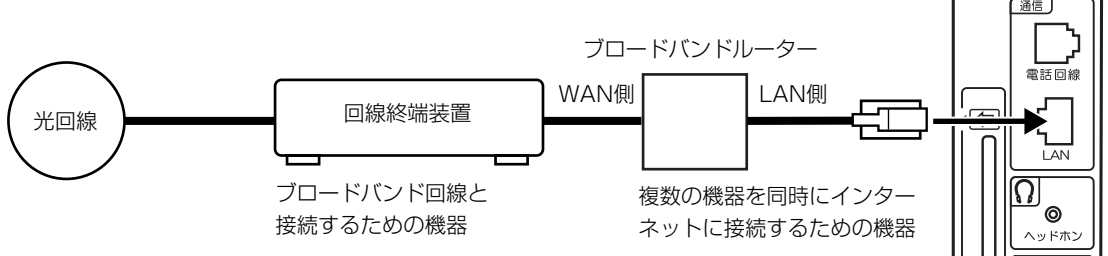 通信
ブロードバンドルーター
電話回線
WAN側
LAN側
回線終端装置
光回線
LAN
ブロードバンド回線と
接続するための機器
複数の機器を同時にインター
ネットに接続するための機器
ヘッドホン